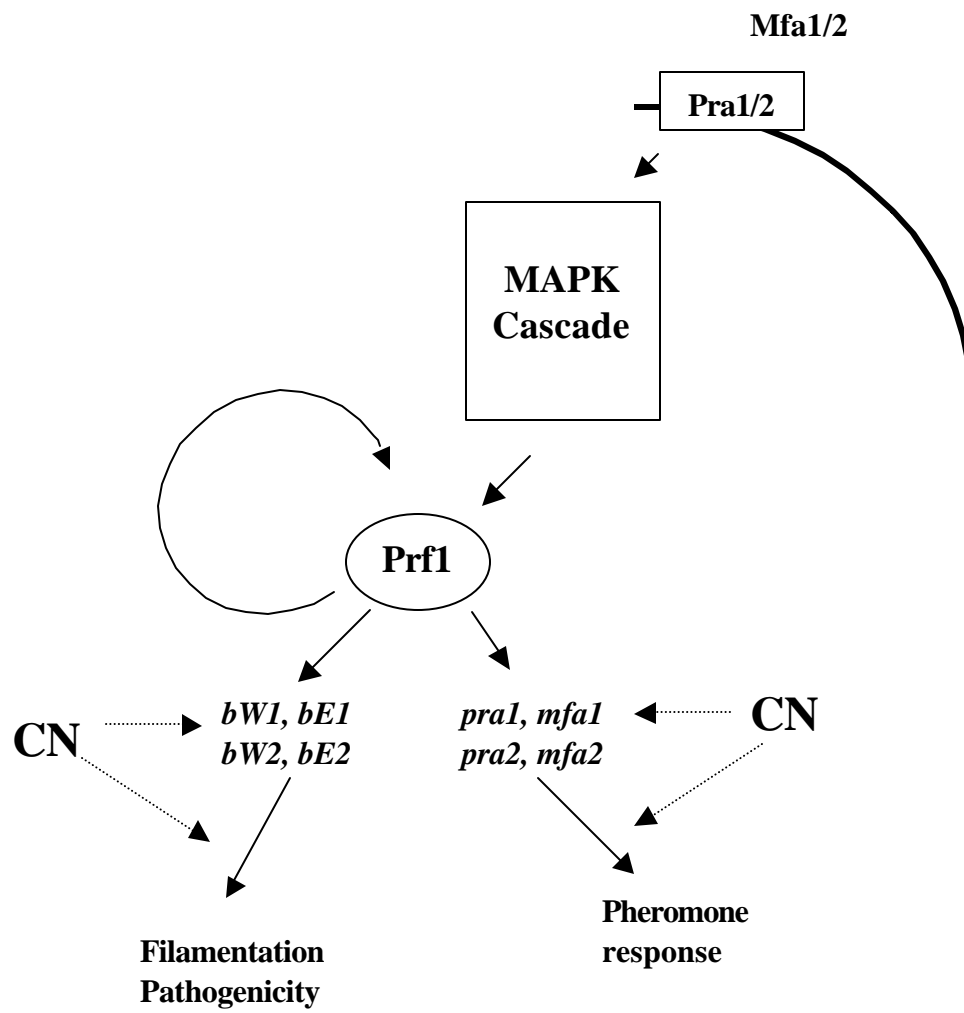 Mfa1/2
Pra1/2
MAPK
Cascade
Prf1
CN
bW1, bE1
bW2, bE2
pra1, mfa1
pra2, mfa2
CN
Filamentation
Pathogenicity
Pheromone
response